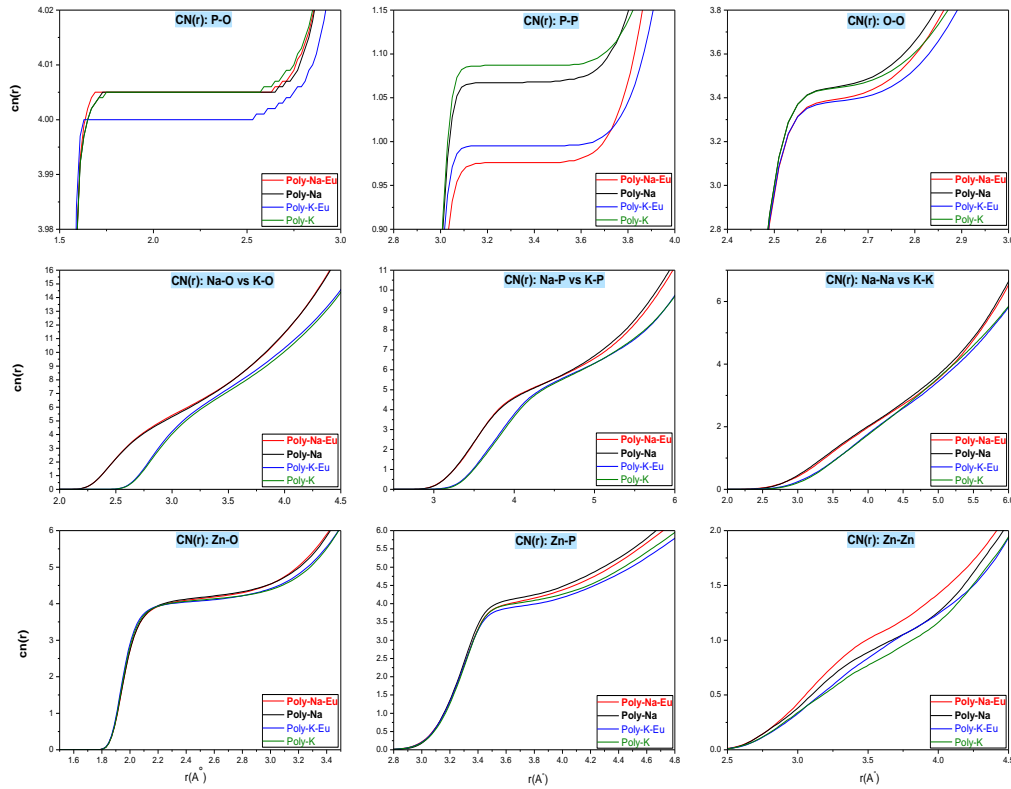 CN(r): P-O
cn(r)
4.02
4.01
4.00
3.99
3.98
Poly-Na-Eu
Poly-Na
Poly-K-Eu
Poly-K
1.5 2.0 2.5 3.0
CN(r): P-P
1.15
1.10
1.05
1.00
0.95
0.90
Poly-Na-Eu
Poly-Na
Poly-K-Eu
Poly-K
2.8 3.0 3.2 3.4 3.6 3.8 4.0
CN(r): O-O
3.8
3.6
3.4
3.2
3.0
2.8
Poly-Na-Eu
Poly-Na
Poly-K-Eu
Poly-K
2.4 2.5 2.6 2.7 2.8 2.9 3.0
CN(r): Na-O vs K-O
cn(r)
16
15
14
13
12
11
10
9
8
7
6
5
4
3
2
1
0
Poly-Na-Eu
Poly-Na
Poly-K-Eu
Poly-K
2.0 2.5 3.0 3.5 4.0 4.5
CN(r): Na-P vs K-P
11
10
9
8
7
6
5
4
3
2
1
0
Poly-Na-Eu
Poly-Na
Poly-K-Eu
Poly-K
3 4 5 6
CN(r): Na-Na vs K-K
6
4
2
0
Poly-Na-Eu
Poly-Na
Poly-K-Eu
Poly-K
2.0 2.5 3.0 3.5 4.0 4.5 5.0 5.5 6.0
CN(r): Zn-O
cn(r)
6
5
4
3
2
1
0
Poly-Na-Eu
Poly-Na
Poly-K-Eu
Poly-K
1.6 1.8 2.0 2.2 2.4 2.6 2.8 3.0 3.2 3.4
r(A°)
CN(r): Zn-P
6.0
5.5
5.0
4.5
4.0
3.5
3.0
2.5
2.0
1.5
1.0
0.5
0.0
Poly-Na-Eu
Poly-Na
Poly-K-Eu
Poly-K
2.8 3.0 3.2 3.4 3.6 3.8 4.0 4.2 4.4 4.6 4.8
r(A°)
CN(r): Zn-Zn
2.0
1.5
1.0
0.5
0.0
Poly-Na-Eu
Poly-Na
Poly-K-Eu
Poly-K
2.5 3.0 3.5 4.0 4.5
r(A°)